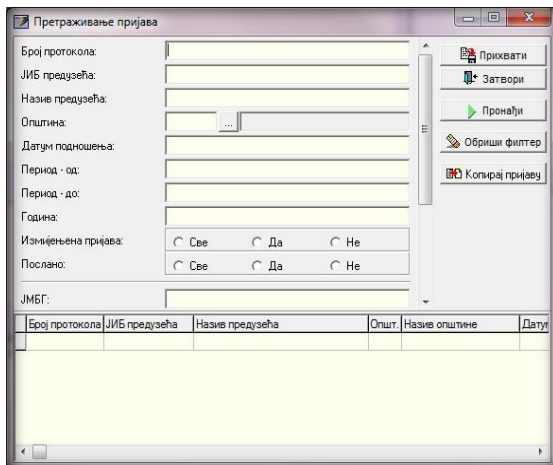 Претраживање пријава
Број протокола:
ЈИБ предузећа:
Назив предузећа:
Општина:
...
Датум подношења:
Период - од:
Период - до:
Година:
Измијењена пријава:
Све Да Не
Послано:
Све Да Не
ЈМБГ:
Прихвати
Затвори
Пронађи
Обриши филтер
Копирај пријаву
Број протокола ЈИБ предузећа Назив предузећа Општ. Назив општине Датум